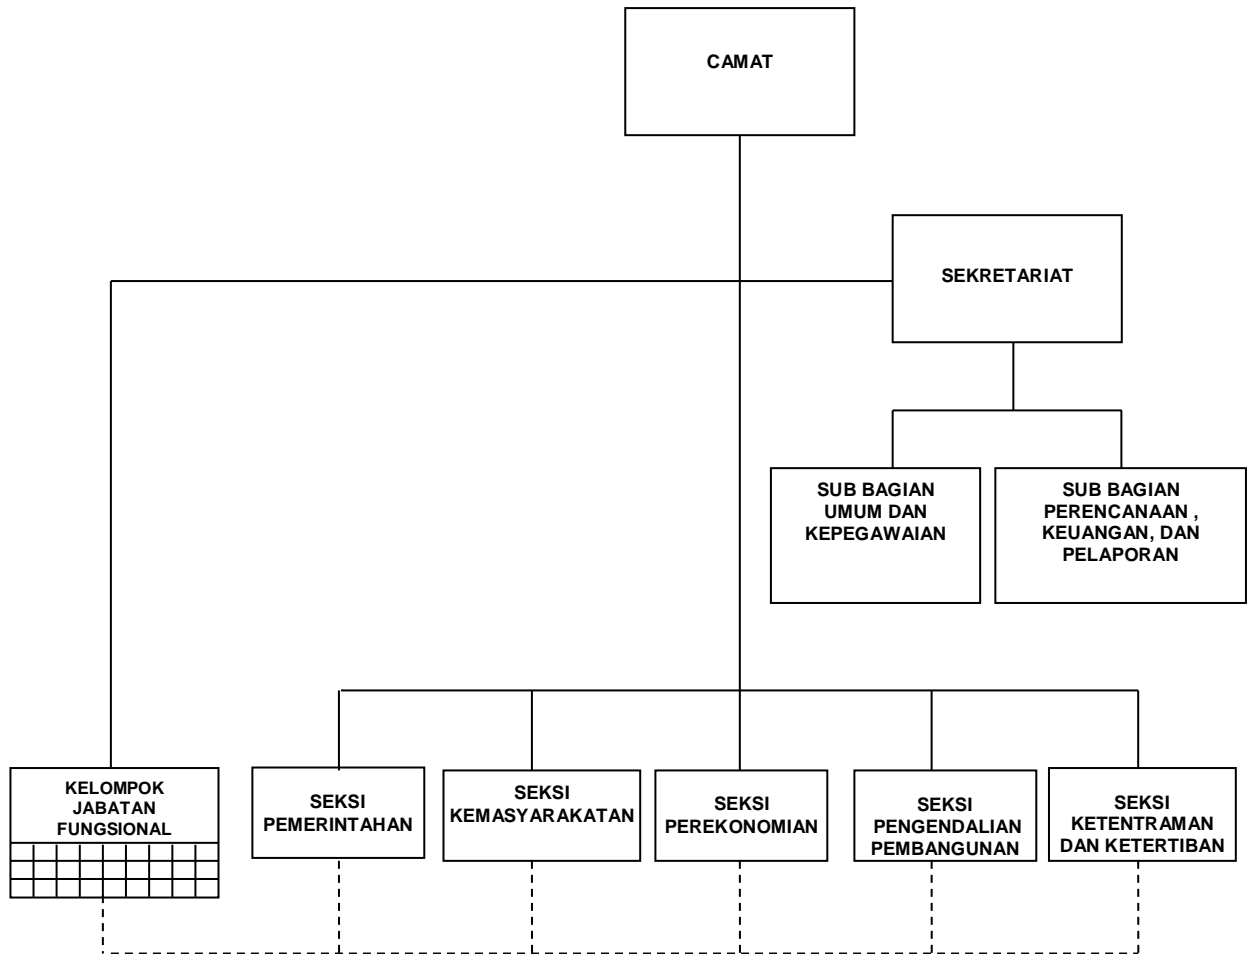 CAMAT
SEKRETARIAT
SUB BAGIAN
UMUM DAN
KEPEGAWAIAN
SUB BAGIAN
PERENCANAAN ,
KEUANGAN, DAN
PELAPORAN
KELOMPOK
JABATAN
FUNGSIONAL
SEKSI
PEMERINTAHAN
SEKSI
KEMASYARAKATAN
SEKSI
PEREKONOMIAN
SEKSI
PENGENDALIAN
PEMBANGUNAN
SEKSI
KETENTRAMAN
DAN KETERTIBAN